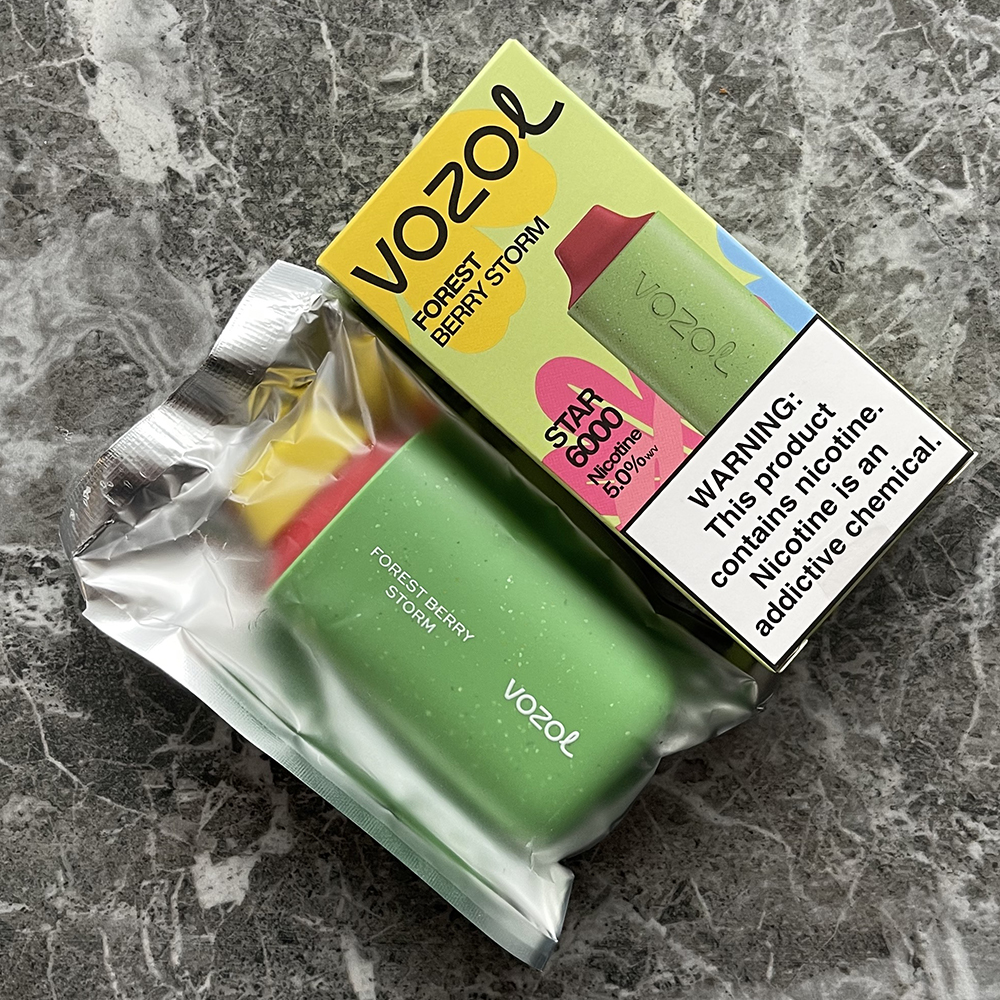 VOZOL
FOREST
BERRY STORM
VOZOL
STAR
6000
Nicotine
5.0%w/v
WARNING:
This product
contains nicotine.
Nicotine is an
addictive chemical.
FOREST BERRY
STORM
VOZOL